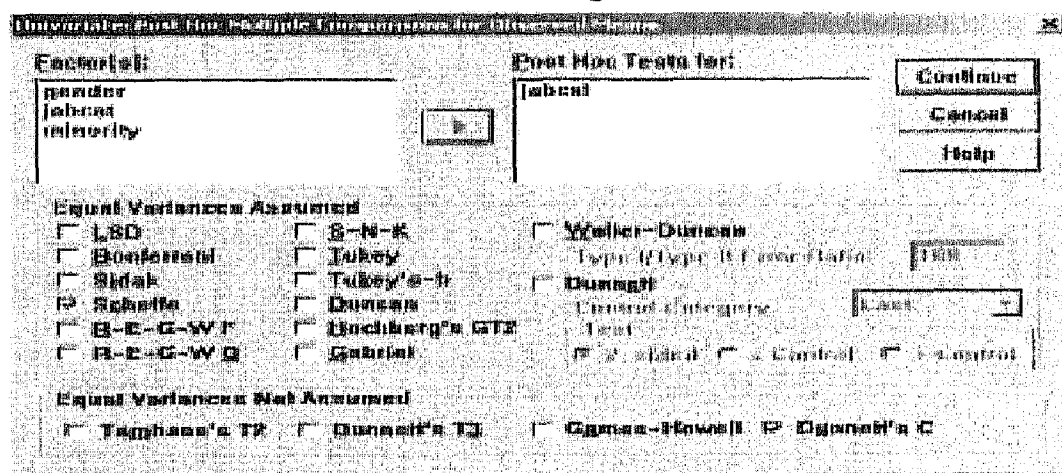 Univariate: Post Hoc Multiple Comparisons for Observed Means
Factor(s):
gender
jobcat
minority
Post Hoc Tests for:
jobcat
Continue
Cancel
Help
Equal Variances Assumed
LSD
Bonferroni
Sidak
Scheffe
R-E-G-W F
R-E-G-W Q
S-N-K
Tukey
Tukey's-b
Duncan
Hochberg's GT2
Gabriel
Waller-Duncan
Type I/Type II Error Ratio: 100
Dunnett
Control Category: Last
Test
2-sided < Control > Control
Equal Variances Not Assumed
Tamhane's T2 Dunnett's T3 Games-Howell Dunnett's C